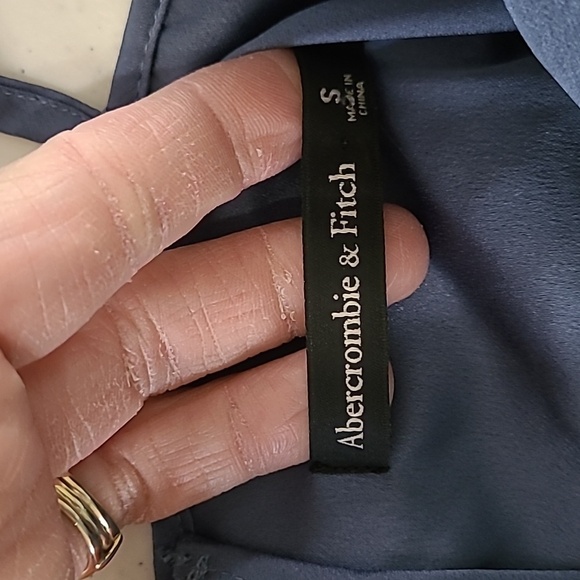 Abercrombie & Fitch
S
MADE IN
CHINA